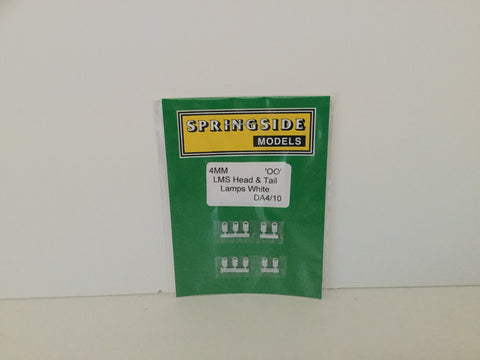 SPRINGSIDE
MODELS
4MM 'OO'
LMS Head & Tail
Lamps White
DA4/10